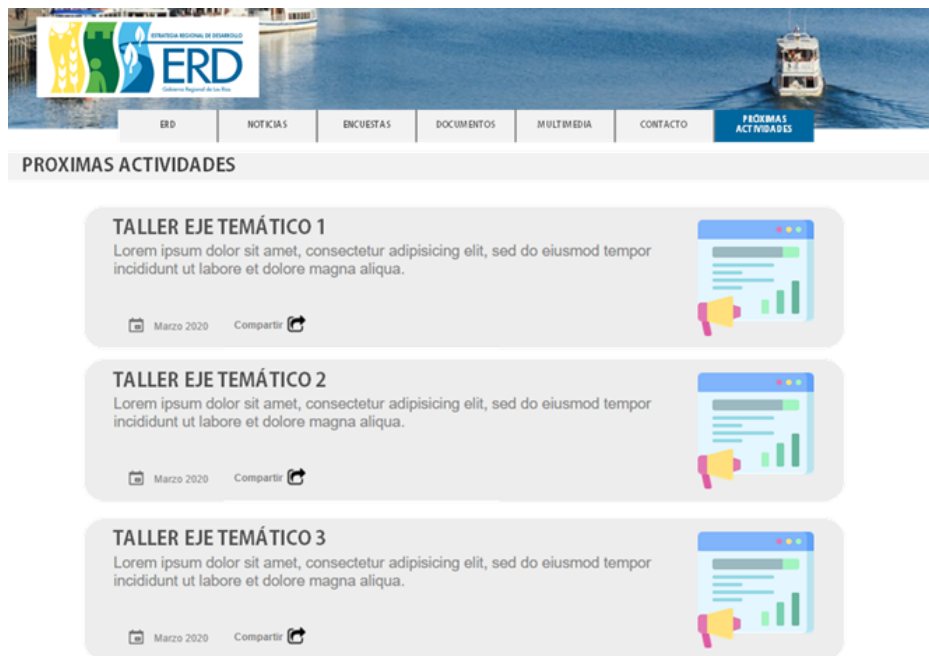 ESTRATEGIA REGIONAL DE DESARROLLO
ERD
Gobierno Regional de Los Ríos
ERD
NOTICIAS
ENCUESTAS
DOCUMENTOS
MULTIMEDIA
CONTACTO
PRÓXIMAS
ACTIVIDADES
PROXIMAS ACTIVIDADES
TALLER EJE TEMÁTICO 1
Lorem ipsum dolor sit amet, consectetur adipisicing elit, sed do eiusmod tempor
incididunt ut labore et dolore magna aliqua.
Marzo 2020 Compartir
TALLER EJE TEMÁTICO 2
Lorem ipsum dolor sit amet, consectetur adipisicing elit, sed do eiusmod tempor
incididunt ut labore et dolore magna aliqua.
Marzo 2020 Compartir
TALLER EJE TEMÁTICO 3
Lorem ipsum dolor sit amet, consectetur adipisicing elit, sed do eiusmod tempor
incididunt ut labore et dolore magna aliqua.
Marzo 2020 Compartir